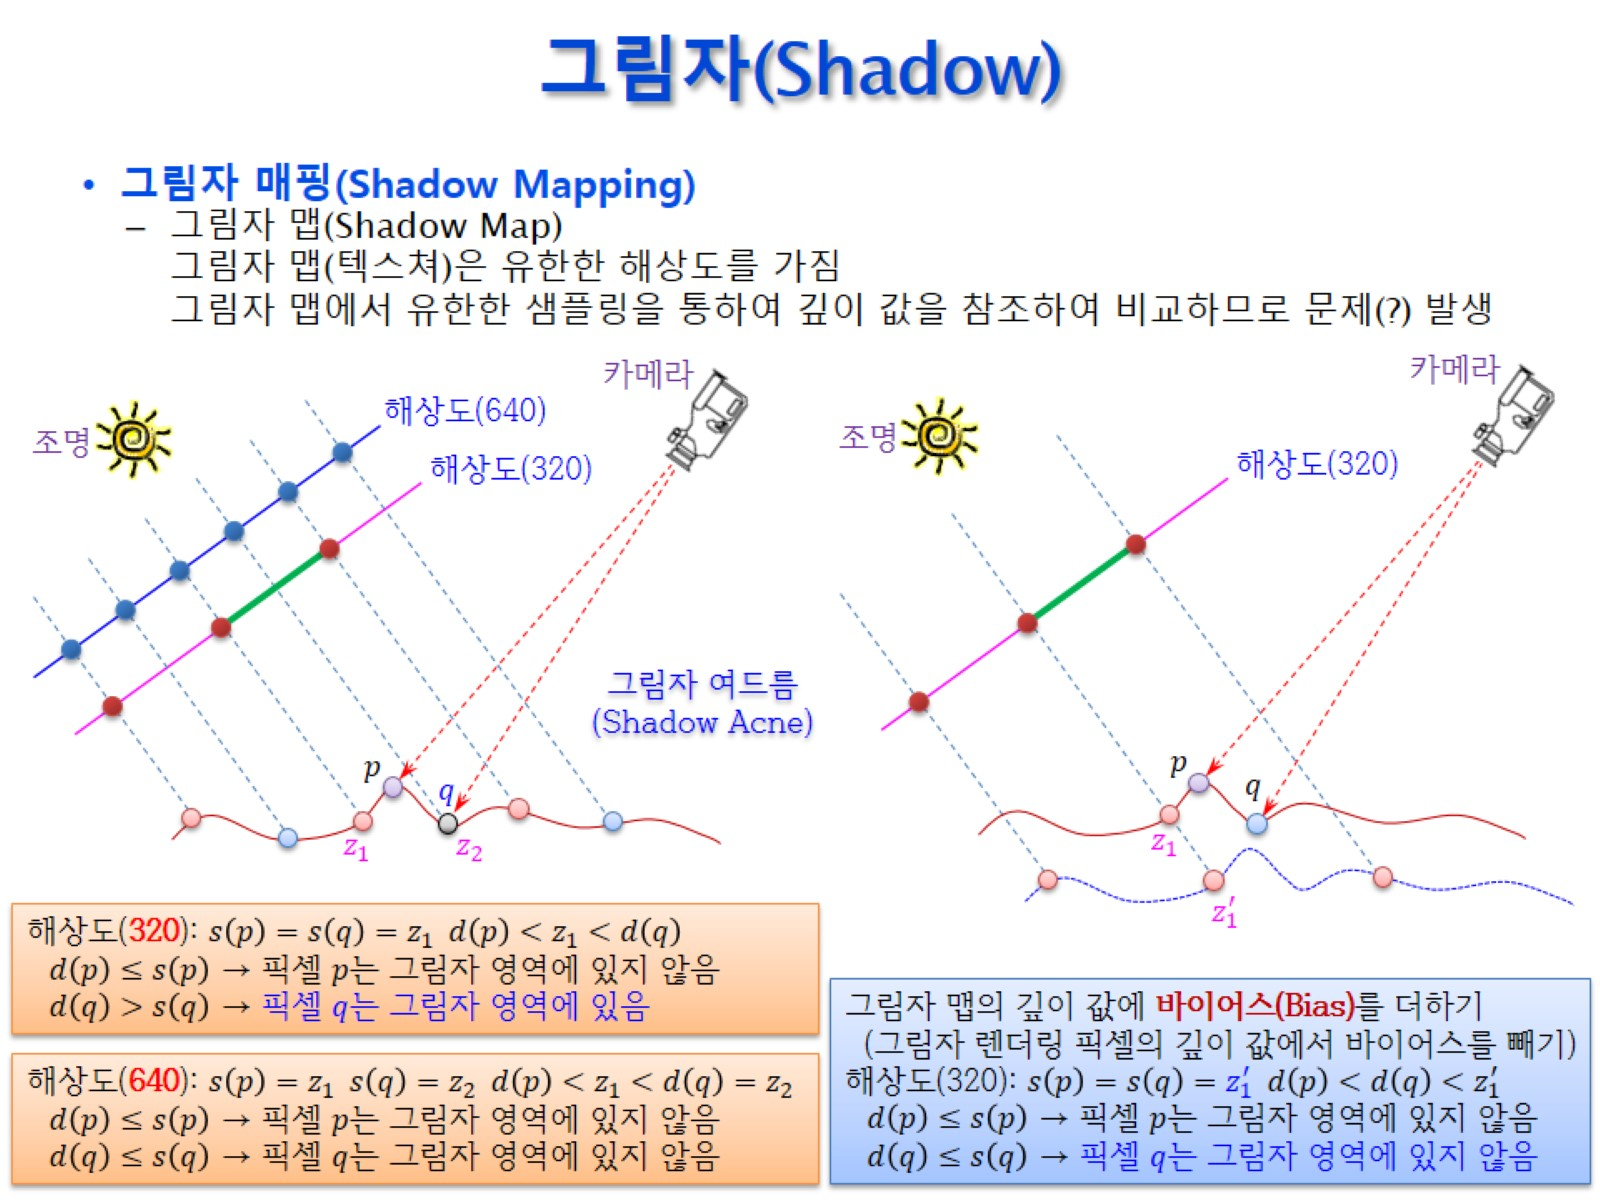 그림자(Shadow)
• 그림자 매핑(Shadow Mapping)
– 그림자 맵(Shadow Map)
그림자 맵(텍스쳐)은 유한한 해상도를 가짐
그림자 맵에서 유한한 샘플링을 통하여 깊이 값을 참조하여 비교하므로 문제(?) 발생
조명
해상도(640)
해상도(320)
카메라
그림자 여드름
(Shadow Acne)
p
q
z₁
z₂
조명
해상도(320)
카메라
p
q
z₁
z₁′
해상도(320): s(p) = s(q) = z₁ d(p) < z₁ < d(q)
d(p) ≤ s(p) → 픽셀 p는 그림자 영역에 있지 않음
d(q) > s(q) → 픽셀 q는 그림자 영역에 있음
해상도(640): s(p) = z₁ s(q) = z₂ d(p) < z₁ < d(q) = z₂
d(p) ≤ s(p) → 픽셀 p는 그림자 영역에 있지 않음
d(q) ≤ s(q) → 픽셀 q는 그림자 영역에 있지 않음
그림자 맵의 깊이 값에 바이어스(Bias)를 더하기
(그림자 렌더링 픽셀의 깊이 값에서 바이어스를 빼기)
해상도(320): s(p) = s(q) = z₁′ d(p) < d(q) < z₁′
d(p) ≤ s(p) → 픽셀 p는 그림자 영역에 있지 않음
d(q) ≤ s(q) → 픽셀 q는 그림자 영역에 있지 않음